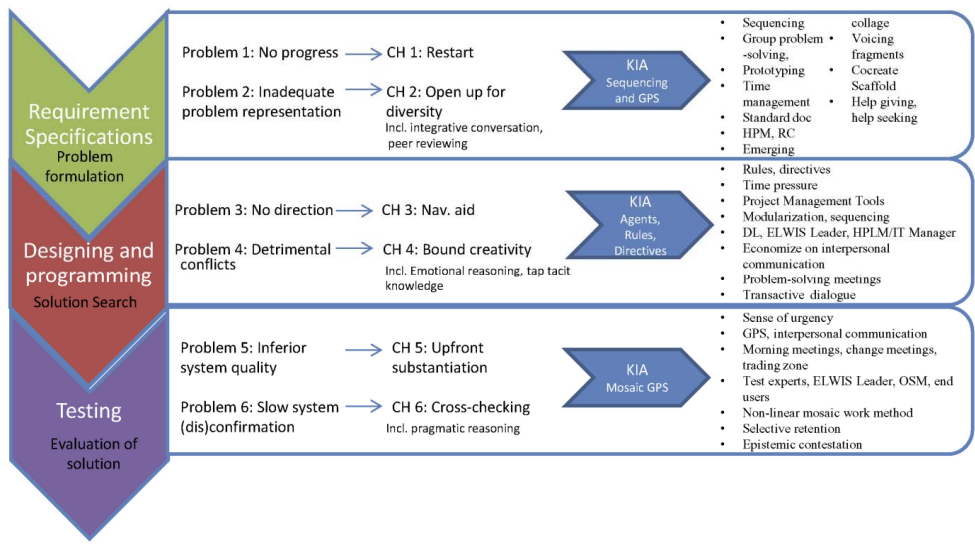 Requirement
Specifications
Problem
formulation
Problem 1: No progress
CH 1: Restart
Problem 2: Inadequate
problem representation
CH 2: Open up for
diversity
Incl. integrative conversation,
peer reviewing
KIA
Sequencing
and GPS
• Sequencing
• Group problem
-solving,
• Prototyping
• Time
management
• Standard doc
• HPM, RC
• Emerging
collage
• Voicing
fragments
• Cocreate
Scaffold
• Help giving,
help seeking
Designing and
programming
Solution Search
Problem 3: No direction
CH 3: Nav. aid
Problem 4: Detrimental
conflicts
CH 4: Bound creativity
Incl. Emotional reasoning, tap tacit
knowledge
KIA
Agents,
Rules,
Directives
• Rules, directives
• Time pressure
• Project Management Tools
• Modularization, sequencing
• DL, ELWIS Leader, HPLM/IT Manager
• Economize on interpersonal
communication
• Problem-solving meetings
• Transactive dialogue
Testing
Evaluation of
solution
Problem 5: Inferior
system quality
CH 5: Upfront
substantiation
Problem 6: Slow system
(dis)confirmation
CH 6: Cross-checking
Incl. pragmatic reasoning
KIA
Mosaic GPS
• Sense of urgency
• GPS, interpersonal communication
• Morning meetings, change meetings,
trading zone
• Test experts, ELWIS Leader, OSM, end
users
• Non-linear mosaic work method
• Selective retention
• Epistemic contestation